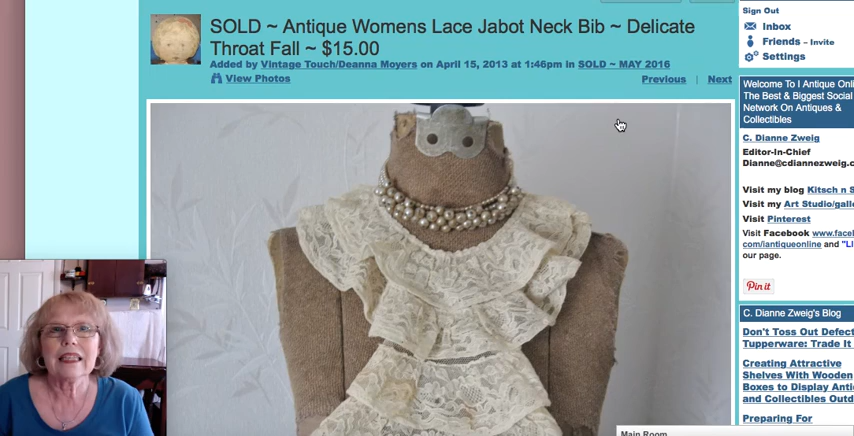 SOLD ~ Antique Womens Lace Jabot Neck Bib ~ Delicate
Throat Fall ~ $15.00
Added by Vintage Touch/Deanna Moyers on April 15, 2013 at 1:46pm in SOLD ~ MAY 2016
View Photos
Previous | Next
Sign Out
Inbox
Friends – Invite
Settings
Welcome To I Antique Onli
The Best & Biggest Social
Network On Antiques &
Collectibles
C. Dianne Zweig
Editor-In-Chief
Dianne@cdiannezweig.c
Visit my blog Kitsch n S
Visit my Art Studio/galle
Visit Pinterest
Visit Facebook www.face
com/iantiqueonline and "LI
our page.
Pin it
C. Dianne Zweig's Blog
Don't Toss Out Defect
Tupperware: Trade It
Creating Attractive
Shelves With Wooden
Boxes to Display Anti
and Collectibles Outd
Preparing For
Main Room